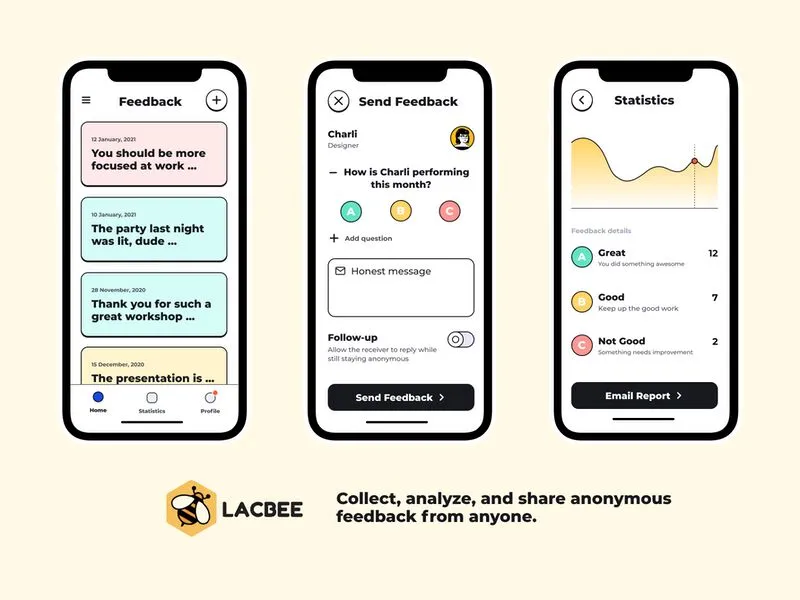 Feedback
12 January, 2021
You should be more
focused at work ...
10 January, 2021
The party last night
was lit, dude ...
28 November, 2020
Thank you for such a
great workshop ...
15 December, 2020
The presentation is ...
Home
Statistics
Profile
Send Feedback
Charli
Designer
How is Charli performing
this month?
A
B
C
Add question
Honest message
Follow-up
Allow the receiver to reply while
still staying anonymous
Send Feedback
Statistics
Feedback details
A
Great
12
You did something awesome
B
Good
7
Keep up the good work
C
Not Good
2
Something needs improvement
Email Report
LACBEE
Collect, analyze, and share anonymous
feedback from anyone.